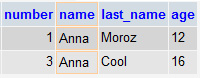 number name last_name age
1 Anna Moroz 12
3 Anna Cool 16